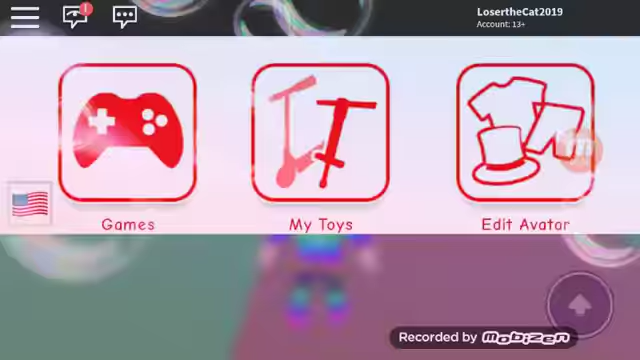 LosertheCat2019
Account: 13+
Games
My Toys
Edit Avatar
Recorded by MOBIZEN